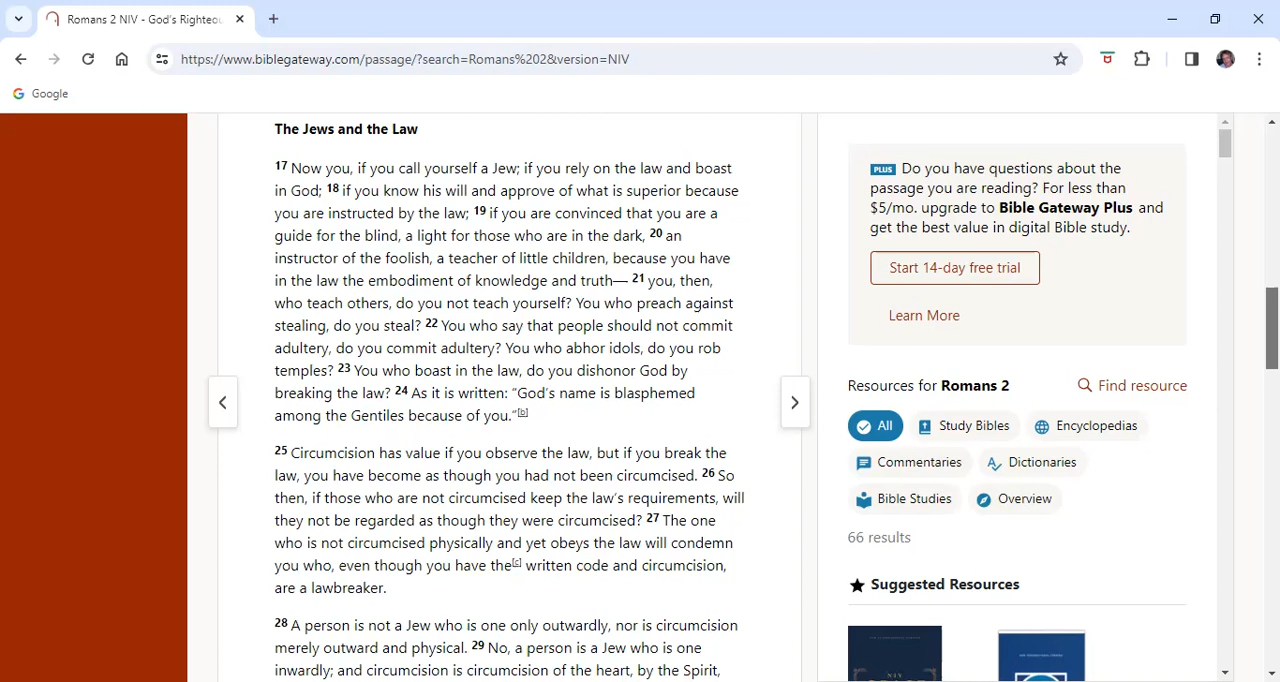 Romans 2 NIV - God's Righteou
https://www.biblegateway.com/passage/?search=Romans%202&version=NIV
Google
The Jews and the Law
17 Now you, if you call yourself a Jew; if you rely on the law and boast
in God; 18 if you know his will and approve of what is superior because
you are instructed by the law; 19 if you are convinced that you are a
guide for the blind, a light for those who are in the dark, 20 an
instructor of the foolish, a teacher of little children, because you have
in the law the embodiment of knowledge and truth— 21 you, then,
who teach others, do you not teach yourself? You who preach against
stealing, do you steal? 22 You who say that people should not commit
adultery, do you commit adultery? You who abhor idols, do you rob
temples? 23 You who boast in the law, do you dishonor God by
breaking the law? 24 As it is written: “God’s name is blasphemed
among the Gentiles because of you.”[b]
25 Circumcision has value if you observe the law, but if you break the
law, you have become as though you had not been circumcised. 26 So
then, if those who are not circumcised keep the law’s requirements, will
they not be regarded as though they were circumcised? 27 The one
who is not circumcised physically and yet obeys the law will condemn
you who, even though you have the[c] written code and circumcision,
are a lawbreaker.
28 A person is not a Jew who is one only outwardly, nor is circumcision
merely outward and physical. 29 No, a person is a Jew who is one
inwardly; and circumcision is circumcision of the heart, by the Spirit,
PLUS Do you have questions about the
passage you are reading? For less than
$5/mo. upgrade to Bible Gateway Plus and
get the best value in digital Bible study.
Start 14-day free trial
Learn More
Resources for Romans 2 Find resource
All Study Bibles Encyclopedias
Commentaries Dictionaries
Bible Studies Overview
66 results
Suggested Resources
NIV